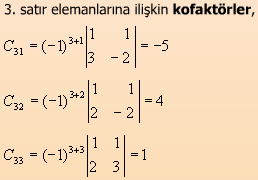 3. satır elemanlarına ilişkin kofaktörler,
C₃₁ = (-1)³⁺¹ |1 1; 3 -2| = -5
C₃₂ = (-1)³⁺² |1 1; 2 -2| = 4
C₃₃ = (-1)³⁺³ |1 1; 2 3| = 1